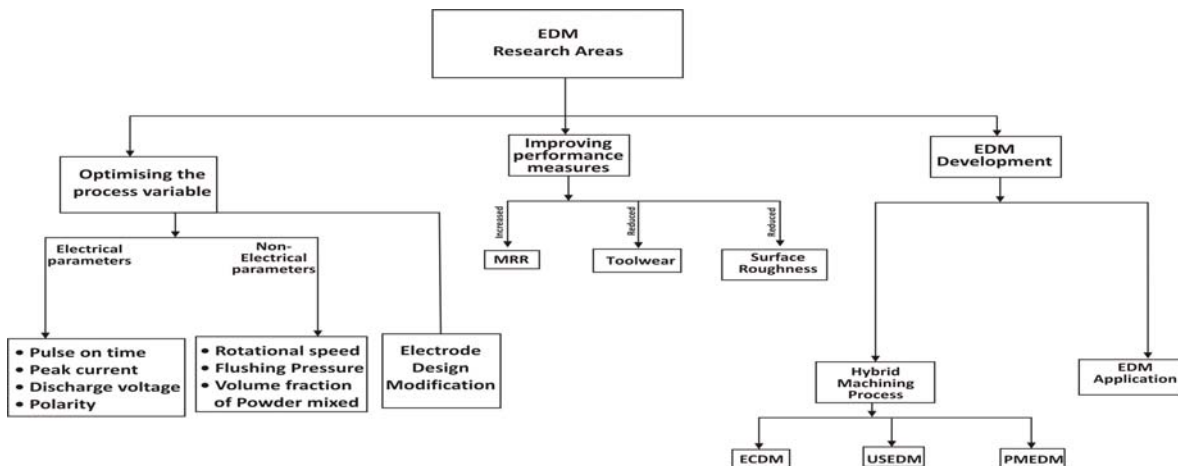 EDM
Research Areas
Optimising the
process variable
Improving
performance
measures
EDM
Development
Electrical
parameters
Non-
Electrical
parameters
Increased
Reduced
Reduced
MRR
Toolwear
Surface
Roughness
• Pulse on time
• Peak current
• Discharge voltage
• Polarity
• Rotational speed
• Flushing Pressure
• Volume fraction
of Powder mixed
Electrode
Design
Modification
Hybrid
Machining
Process
EDM
Application
ECDM
USEDM
PMEDM